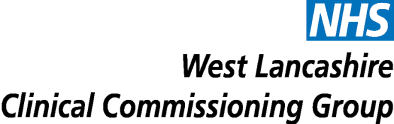 NHS
West Lancashire
Clinical Commissioning Group